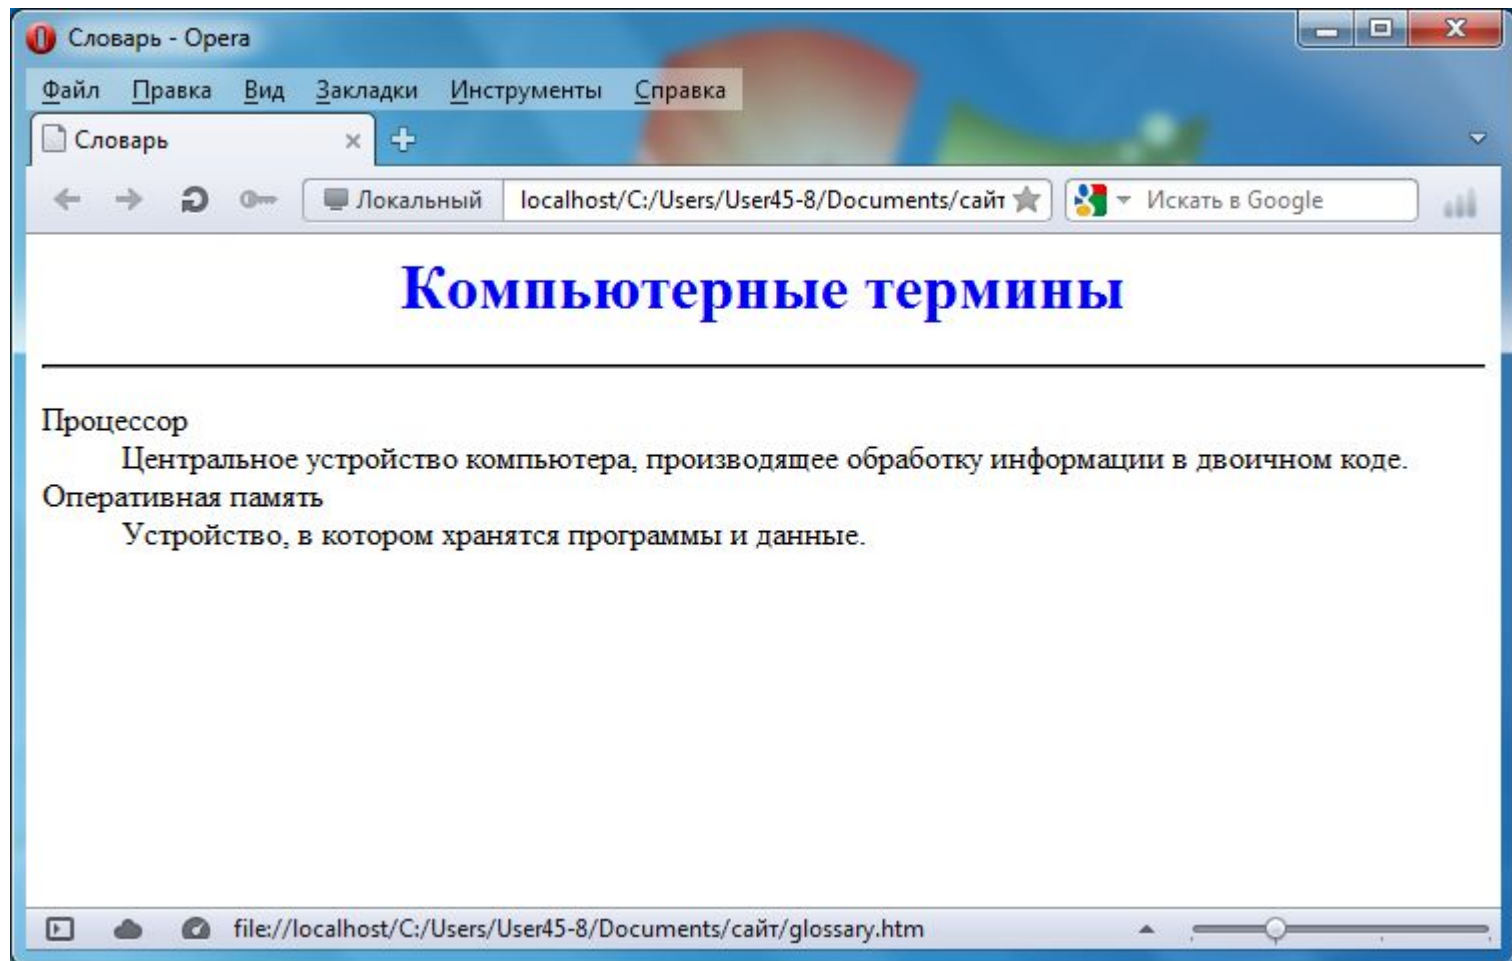 Словарь - Opera
Файл Правка Вид Закладки Инструменты Справка
Словарь
Локальный localhost/C:/Users/User45-8/Documents/сайт Искать в Google
Компьютерные термины
Процессор
Центральное устройство компьютера, производящее обработку информации в двоичном коде.
Оперативная память
Устройство, в котором хранятся программы и данные.
file://localhost/C:/Users/User45-8/Documents/сайт/glossary.htm